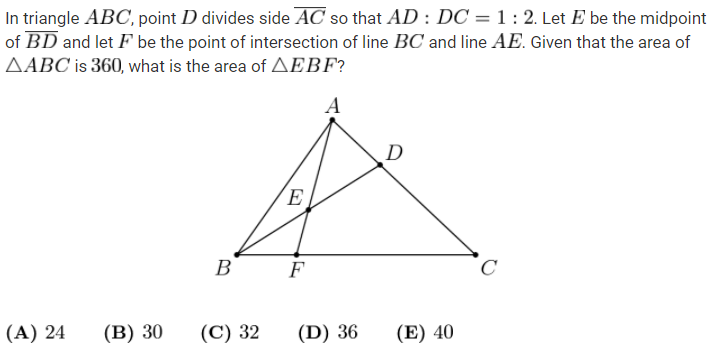 In triangle ABC, point D divides side $\overline{AC}$ so that AD : DC = 1 : 2. Let E be the midpoint
of $\overline{BD}$ and let F be the point of intersection of line BC and line AE. Given that the area of
△ABC is 360, what is the area of △EBF?
A
D
E
B F C
(A) 24 (B) 30 (C) 32 (D) 36 (E) 40